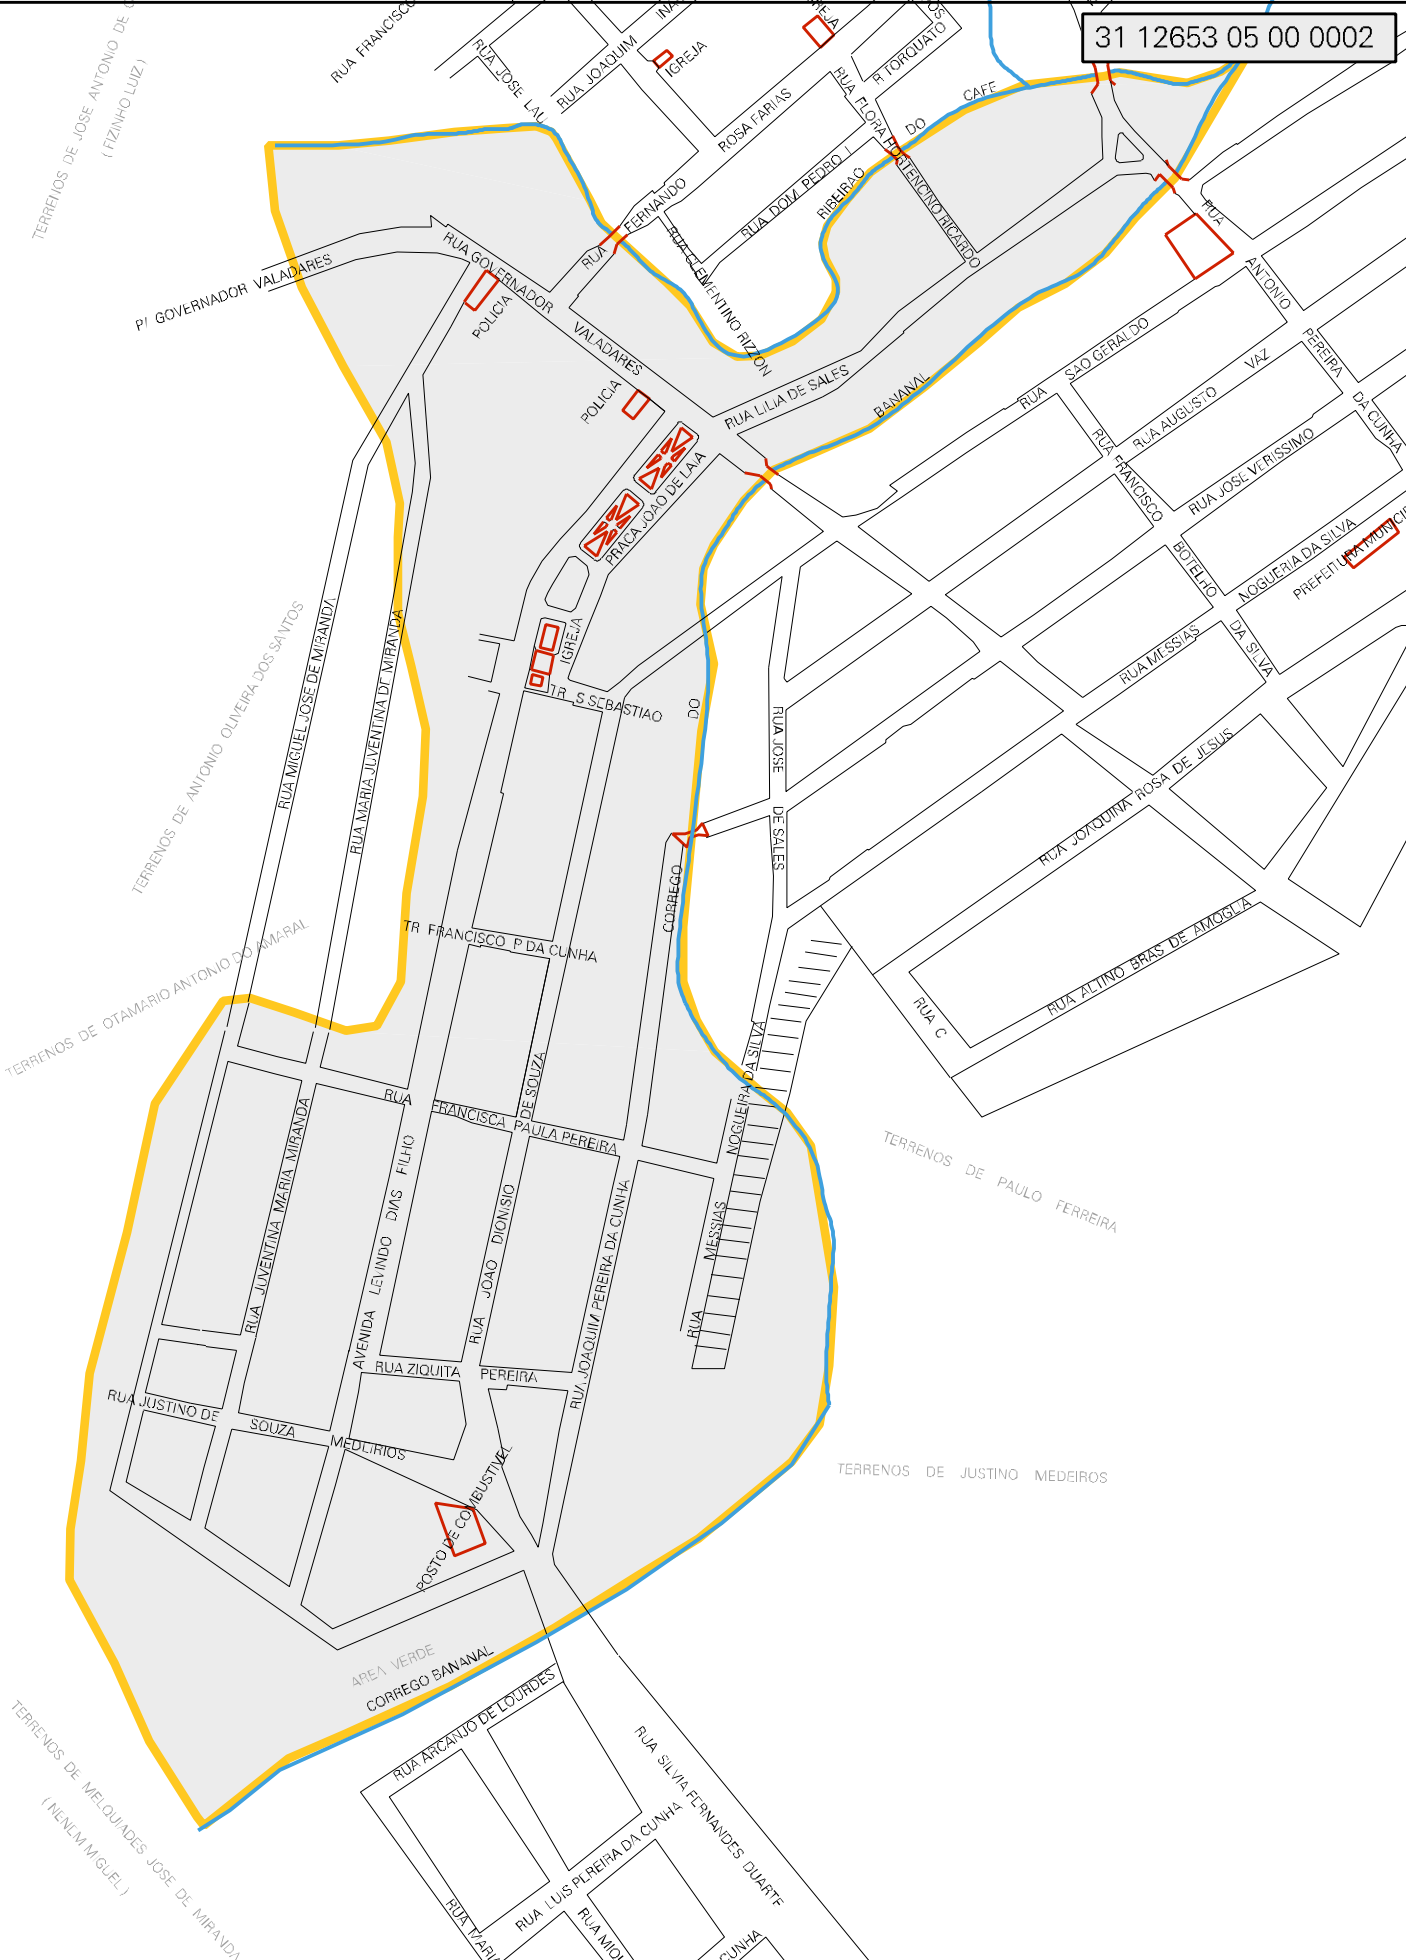 31 12653 05 00 0002
TERRENOS DE JOSE ANTONIO DE
( FIZINHO LUIZ )
RUA FRANCISCO
RUA JOSE LAU
RUA JOAQUIM
IGREJA
ROSA FARIAS
R TORQUATO
RUA FLORA HORTENCINO RICARDO
CAFE
DO
RIBEIRAO
RUA DOM PEDRO I
RUA FERNANDO
RUA CLEMENTINO RIZZON
RUA GOVERNADOR VALADARES
P/ GOVERNADOR VALADARES
POLICIA
POLICIA
RUA LILIA DE SALES
BANANAL
RUA ANTONIO PEREIRA DA CUNHA
RUA SAO GERALDO
RUA AUGUSTO VAZ
RUA JOSE VERISSIMO
RUA FRANCISCO BOTELHO DA SILVA
NOGUERIA DA SILVA
RUA MESSIAS
PREFEITURA MUNICIP
PRACA JOAO DE LAIA
IGREJA
TR S SEBASTIAO
DO
CORREGO
RUA JOSE DE SALES
RUA JOAQUINA ROSA DE JESUS
RUA ALTINO BRAS DE AMOGLIA
RUA C
TERRENOS DE ANTONIO OLIVEIRA DOS SANTOS
RUA MIGUEL JOSE DE MIRANDA
RUA MARIA JUVENTINA DE MIRANDA
TERRENOS DE OTAMARIO ANTONIO DO AMARAL
TR FRANCISCO P DA CUNHA
RUA FRANCISCA PAULA PEREIRA
RUA JUVENTINA MARIA MIRANDA
AVENIDA LEVINDO DIAS FILHO
RUA JOAO DIONISIO DE SOUZA
RUA JOAQUIM PEREIRA DA CUNHA
RUA MESSIAS NOGUEIRA DA SILVA
TERRENOS DE PAULO FERREIRA
RUA ZIQUITA PEREIRA
RUA JUSTINO DE SOUZA MEDEIRIOS
POSTO DE COMBUSTIVEL
TERRENOS DE JUSTINO MEDEIROS
AREA VERDE
CORREGO BANANAL
TERRENOS DE MELQUIADES JOSE DE MIRANDA
( NENEM MIGUEL )
RUA ARCANJO DE LOURDES
RUA SILVIA FERNANDES DUARTE
RUA LUIS PEREIRA DA CUNHA
RUA MARIA
CUNHA